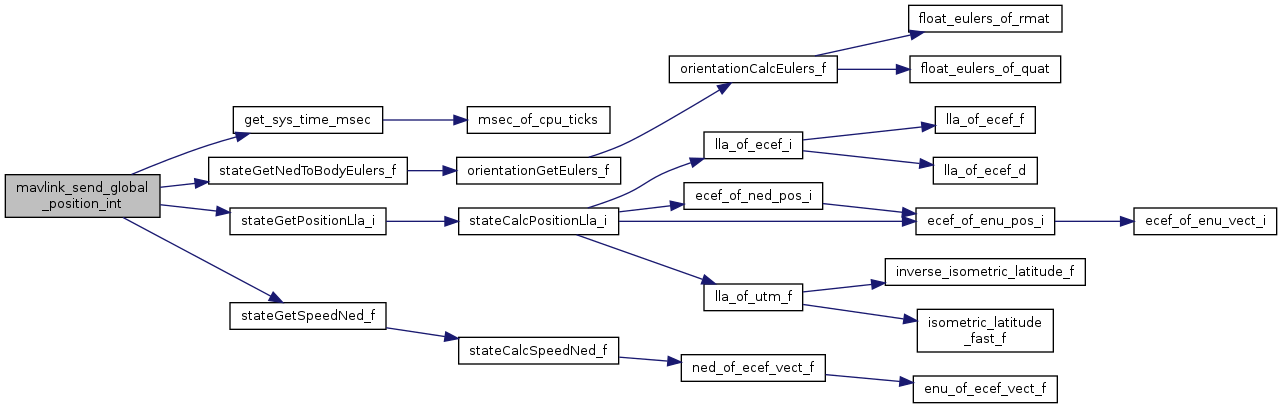 mavlink_send_global
_position_int
get_sys_time_msec
msec_of_cpu_ticks
stateGetNedToBodyEulers_f
orientationGetEulers_f
orientationCalcEulers_f
float_eulers_of_rmat
float_eulers_of_quat
stateGetPositionLla_i
stateCalcPositionLla_i
lla_of_ecef_i
lla_of_ecef_f
lla_of_ecef_d
ecef_of_ned_pos_i
ecef_of_enu_pos_i
ecef_of_enu_vect_i
lla_of_utm_f
inverse_isometric_latitude_f
isometric_latitude
_fast_f
stateGetSpeedNed_f
stateCalcSpeedNed_f
ned_of_ecef_vect_f
enu_of_ecef_vect_f